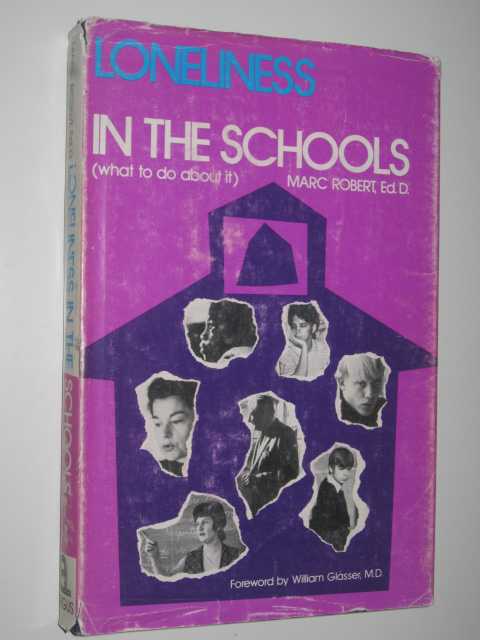 LONELINESS
IN THE SCHOOLS
(what to do about it)
MARC ROBERT, Ed. D.
Foreword by William Glasser, M.D.
LONELINESS IN THE SCHOOLS